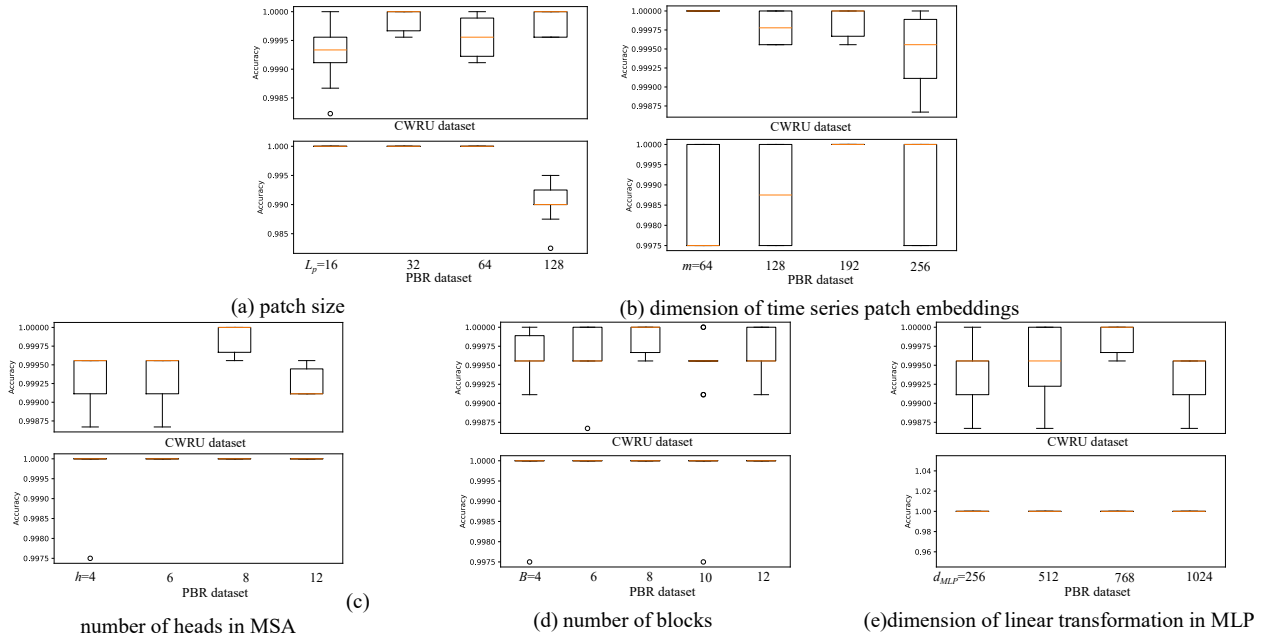 1.0000
0.9995
0.9990
0.9985
Accuracy
CWRU dataset
1.000
0.995
0.990
0.985
Accuracy
Lₚ=16 32 64 128
PBR dataset
(a) patch size
1.00000
0.99975
0.99950
0.99925
0.99900
0.99875
Accuracy
CWRU dataset
1.0000
0.9995
0.9990
0.9985
0.9980
0.9975
Accuracy
m=64 128 192 256
PBR dataset
(b) dimension of time series patch embeddings
1.00000
0.99975
0.99950
0.99925
0.99900
0.99875
Accuracy
CWRU dataset
1.0000
0.9995
0.9990
0.9985
0.9980
0.9975
Accuracy
h=4 6 8 12
PBR dataset
(c)
number of heads in MSA
1.00000
0.99975
0.99950
0.99925
0.99900
0.99875
Accuracy
CWRU dataset
1.0000
0.9995
0.9990
0.9985
0.9980
0.9975
Accuracy
B=4 6 8 10 12
PBR dataset
(d) number of blocks
1.00000
0.99975
0.99950
0.99925
0.99900
0.99875
Accuracy
CWRU dataset
1.04
1.02
1.00
0.98
0.96
Accuracy
d_MLP=256 512 768 1024
PBR dataset
(e)dimension of linear transformation in MLP